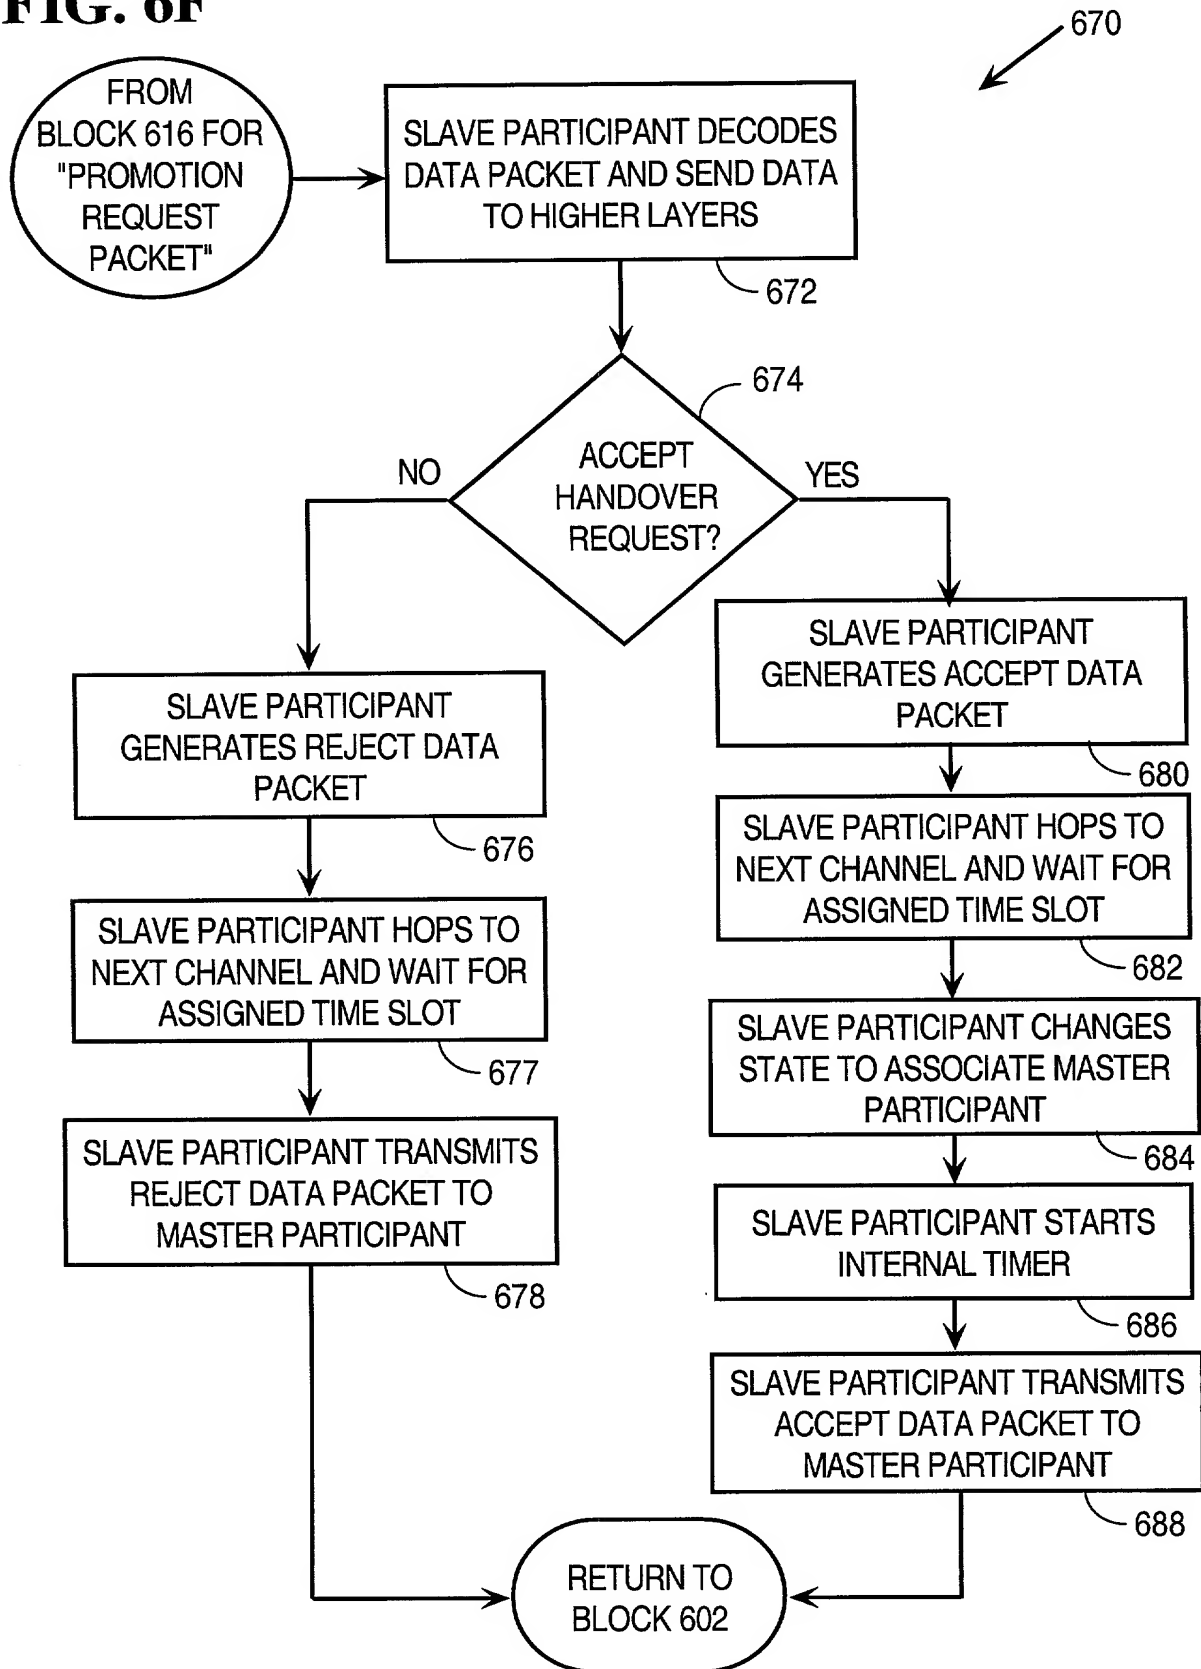 FIG. 6F
670
FROM
BLOCK 616 FOR
"PROMOTION
REQUEST
PACKET"
SLAVE PARTICIPANT DECODES
DATA PACKET AND SEND DATA
TO HIGHER LAYERS
672
674
ACCEPT
HANDOVER
REQUEST?
NO
YES
SLAVE PARTICIPANT
GENERATES REJECT DATA
PACKET
676
SLAVE PARTICIPANT HOPS TO
NEXT CHANNEL AND WAIT FOR
ASSIGNED TIME SLOT
677
SLAVE PARTICIPANT TRANSMITS
REJECT DATA PACKET TO
MASTER PARTICIPANT
678
SLAVE PARTICIPANT
GENERATES ACCEPT DATA
PACKET
680
SLAVE PARTICIPANT HOPS TO
NEXT CHANNEL AND WAIT FOR
ASSIGNED TIME SLOT
682
SLAVE PARTICIPANT CHANGES
STATE TO ASSOCIATE MASTER
PARTICIPANT
684
SLAVE PARTICIPANT STARTS
INTERNAL TIMER
686
SLAVE PARTICIPANT TRANSMITS
ACCEPT DATA PACKET TO
MASTER PARTICIPANT
688
RETURN TO
BLOCK 602